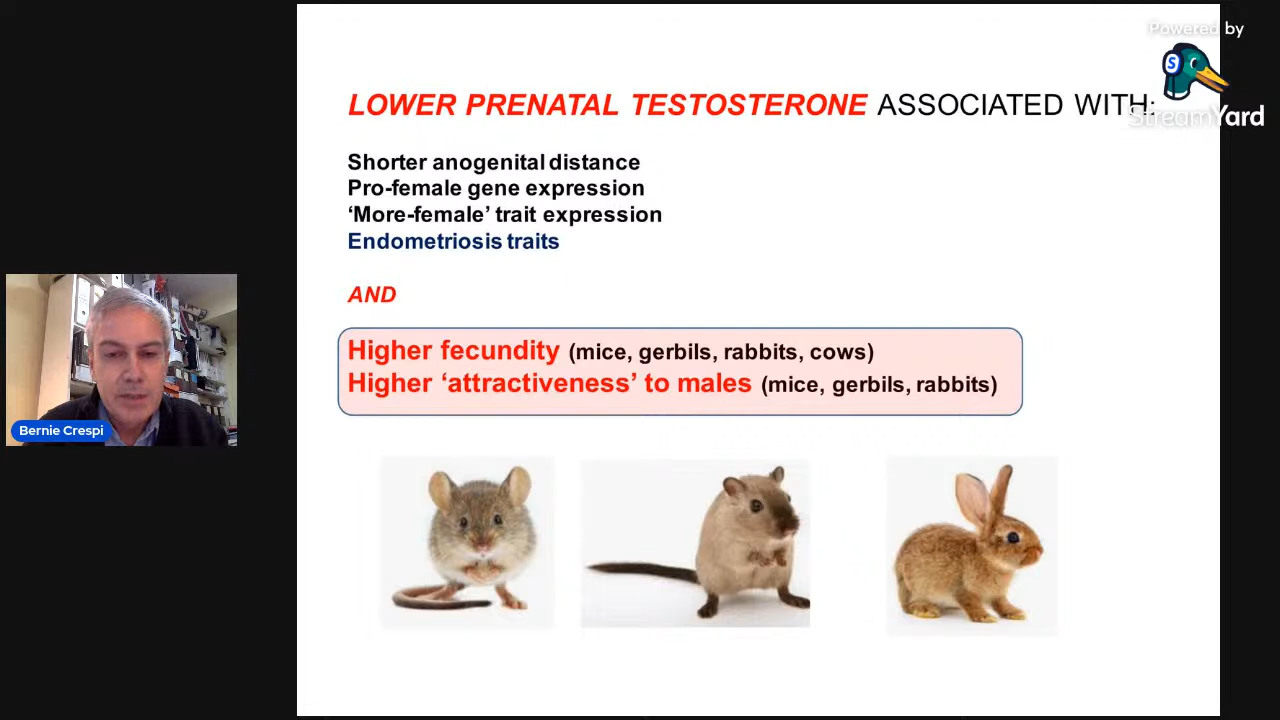 Powered by
S
StreamYard
LOWER PRENATAL TESTOSTERONE ASSOCIATED WITH:
Shorter anogenital distance
Pro-female gene expression
‘More-female’ trait expression
Endometriosis traits
AND
Higher fecundity (mice, gerbils, rabbits, cows)
Higher ‘attractiveness’ to males (mice, gerbils, rabbits)
Bernie Crespi